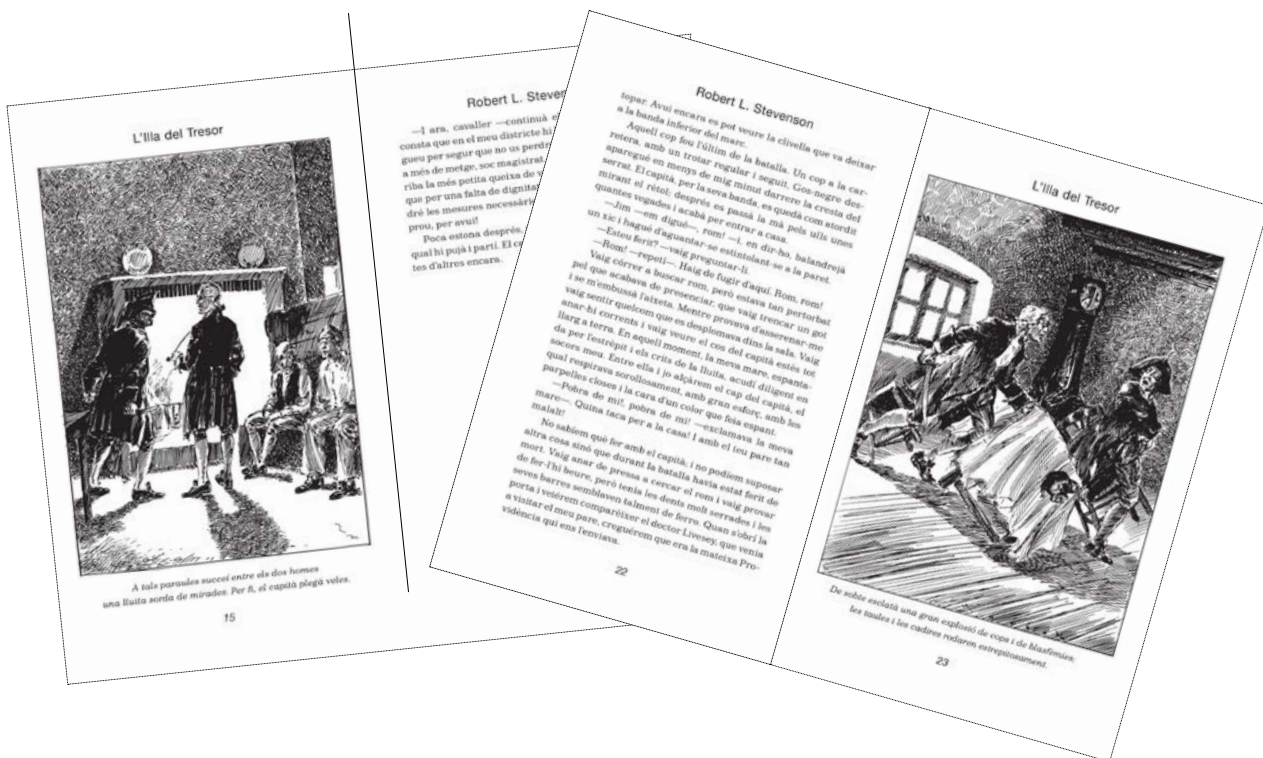 L'Illa del Tresor
A tals paraules succeí entre els dos homes
una lluita sorda de mirades. Per fi, el capità plegà veles.
15
Robert L. Steven
—I ara, cavaller —continuà e
consta que en el meu districte hi
gueu per segur que no us perdr
a més de metge, soc magistrat
riba la més petita queixa de v
que per una falta de dignita
dré les mesures necessàri
prou, per avui!
Poca estona després,
qual hi pujà i partí. El c
tes d'altres encara.
Robert L. Stevenson
topar. Avui encara es pot veure la clivella que va deixar
a la banda inferior del marc.
Aquell cop feu l'últim de la batalla. Un cop a la car-
retera, amb un trotar regular i seguit, Gos-negre des-
aparegué en menys de mig minut darrere la cresta del
serrat. El capità, per la seva banda, es quedà com atordit
mirant el rètol; després es passà la mà pels ulls unes
quantes vegades i acabà per entrar a casa.
—Jim —em digué—, rom! —i, en dir-ho, balandrejà
un xic i hagué d'aguantar-se estintolant-se a la paret.
—Esteu ferit? —vaig preguntar-li.
—Rom! —repetí—. Haig de fugir d'aquí. Rom, rom!
Vaig córrer a buscar rom, però estava tan pertorbat
pel que acabava de presenciar, que vaig trencar un got
i se m'embussà l'aixeta. Mentre provava d'asserenar-me
vaig sentir quelcom que es desplomava dins la sala. Vaig
anar-hi corrents i vaig veure el cos del capità estès tot
llarg a terra. En aquell moment, la meva mare, espanta-
da per l'estrèpit i els crits de la lluita, acudí diligent en
socors meu. Entre ella i jo alçàrem el cap del capità, el
qual respirava sorollosament, amb gran esforç, amb les
parpelles closes i la cara d'un color que feia espant.
—Pobra de mi!, pobra de mi! —exclamava la meva
mare—. Quina taca per a la casa! I amb el teu pare tan
malalt!
No sabíem què fer amb el capità, i no podíem suposar
altra cosa sinó que durant la batalla havia estat ferit de
mort. Vaig anar de pressa a cercar el rom i vaig provar
de fer-l'hi beure, però tenia les dents molt serrades i les
seves barres semblaven talment de ferro. Quan s'obrí la
porta i veiérem comparèixer el doctor Livesey, que venia
a visitar el meu pare, creguérem que era la mateixa Pro-
vidència qui ens l'enviava.
22
L'Illa del Tresor
De sobte esclatà una gran explosió de cops i de blasfèmies;
les taules i les cadires rodaren estrepitosament.
23